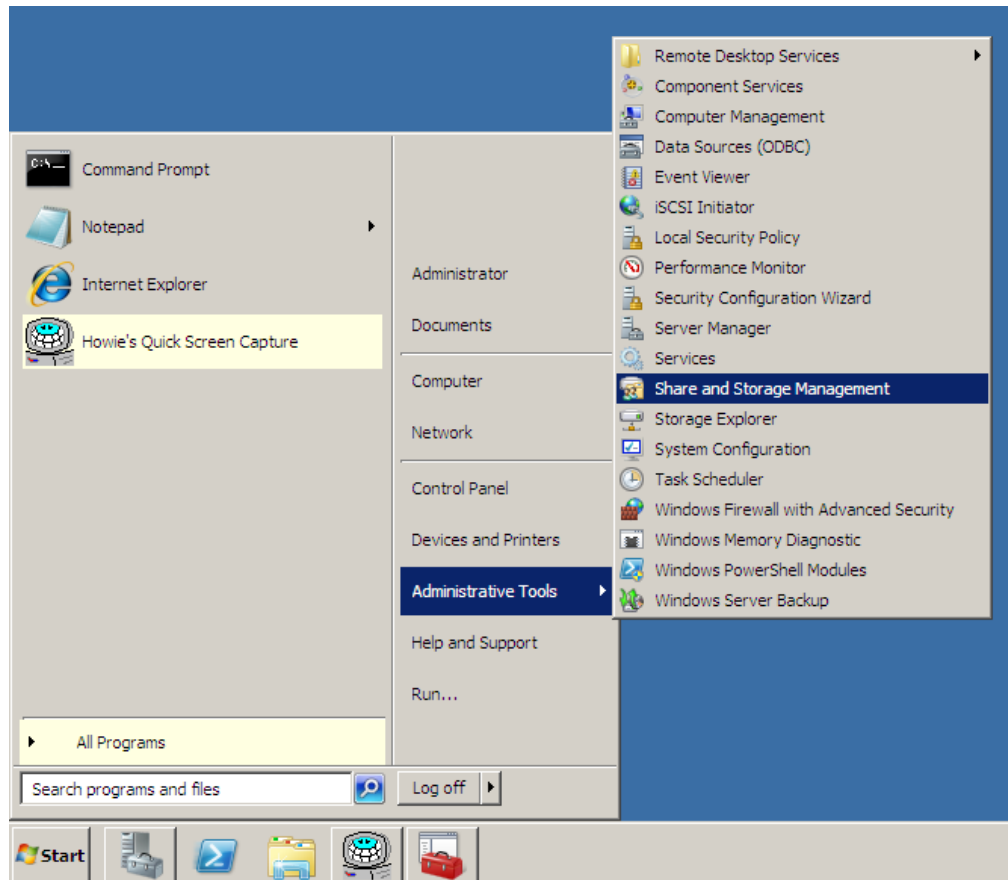 Command Prompt
Notepad
Internet Explorer
Howie's Quick Screen Capture
All Programs
Search programs and files
Administrator
Documents
Computer
Network
Control Panel
Devices and Printers
Administrative Tools
Help and Support
Run...
Log off
Remote Desktop Services
Component Services
Computer Management
Data Sources (ODBC)
Event Viewer
iSCSI Initiator
Local Security Policy
Performance Monitor
Security Configuration Wizard
Server Manager
Services
Share and Storage Management
Storage Explorer
System Configuration
Task Scheduler
Windows Firewall with Advanced Security
Windows Memory Diagnostic
Windows PowerShell Modules
Windows Server Backup
Start